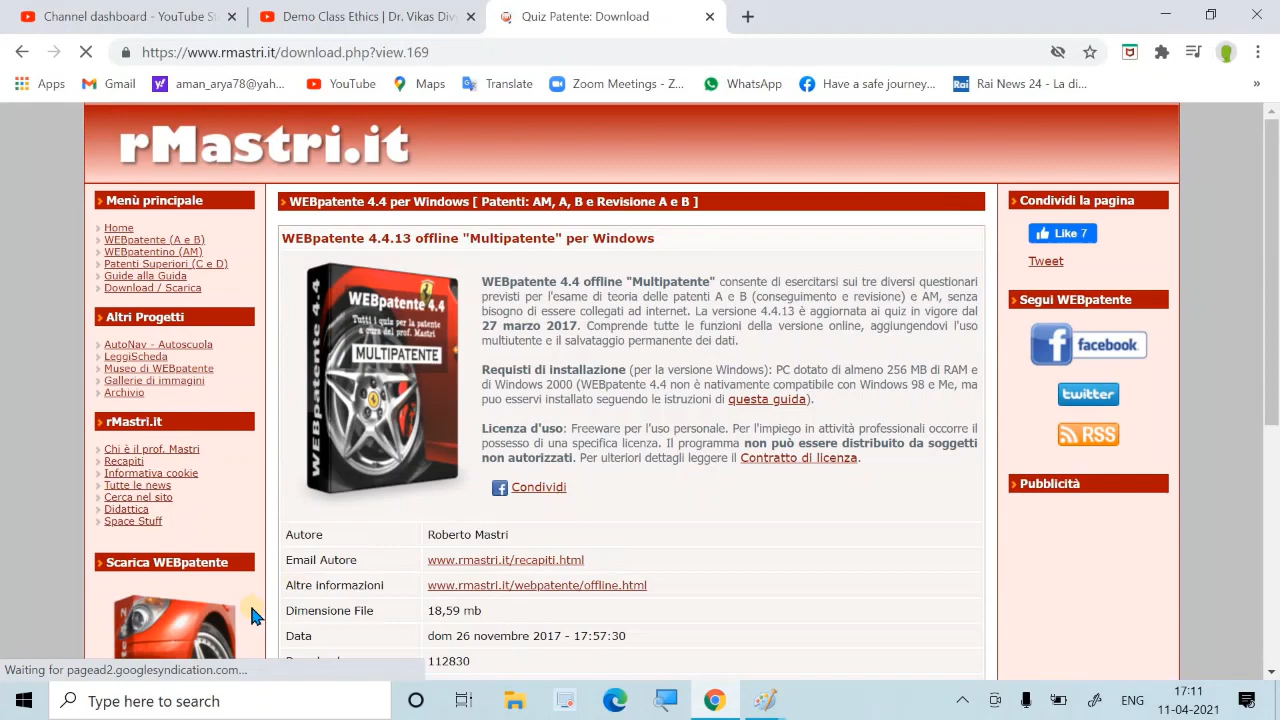 Channel dashboard - YouTube St
Demo Class Ethics | Dr. Vikas Div
Quiz Patente: Download
https://www.rmastri.it/download.php?view.169
Apps
Gmail
aman_arya78@yah...
YouTube
Maps
Translate
Zoom Meetings - Z...
WhatsApp
Have a safe journey...
Rai News 24 - La di...
rMastri.it
Menù principale
Home
WEBpatente (A e B)
WEBpatentino (AM)
Patenti Superiori (C e D)
Guide alla Guida
Download / Scarica
Altri Progetti
AutoNav - Autoscuola
LeggiScheda
Museo di WEBpatente
Gallerie di immagini
Archivio
rMastri.it
Chi è il prof. Mastri
Recapiti
Informativa cookie
Tutte le news
Cerca nel sito
Didattica
Space Stuff
Scarica WEBpatente
WEBpatente 4.4 per Windows [ Patenti: AM, A, B e Revisione A e B ]
WEBpatente 4.4.13 offline "Multipatente" per Windows
WEBpatente 4.4
Tutti i quiz per la patente
a cura del prof. Mastri
MULTIPATENTE
WEBpatente 4.4
WEBpatente 4.4 offline "Multipatente" consente di esercitarsi sui tre diversi questionari
previsti per l'esame di teoria delle patenti A e B (conseguimento e revisione) e AM, senza
bisogno di essere collegati ad internet. La versione 4.4.13 è aggiornata ai quiz in vigore dal
27 marzo 2017. Comprende tutte le funzioni della versione online, aggiungendovi l'uso
multiutente e il salvataggio permanente dei dati.
Requisti di installazione (per la versione Windows): PC dotato di almeno 256 MB di RAM e
di Windows 2000 (WEBpatente 4.4 non è nativamente compatibile con Windows 98 e Me, ma
puo esservi installato seguendo le istruzioni di questa guida).
Licenza d'uso: Freeware per l'uso personale. Per l'impiego in attività professionali occorre il
possesso di una specifica licenza. Il programma non può essere distribuito da soggetti
non autorizzati. Per ulteriori dettagli leggere il Contratto di licenza.
Condividi
Autore Roberto Mastri
Email Autore www.rmastri.it/recapiti.html
Altre informazioni www.rmastri.it/webpatente/offline.html
Dimensione File 18,59 mb
Data dom 26 novembre 2017 - 17:57:30
112830
Condividi la pagina
Like 7
Tweet
Segui WEBpatente
facebook
twitter
RSS
Pubblicità
Waiting for pagead2.googlesyndication.com...
Type here to search
ENG
17:11
11-04-2021